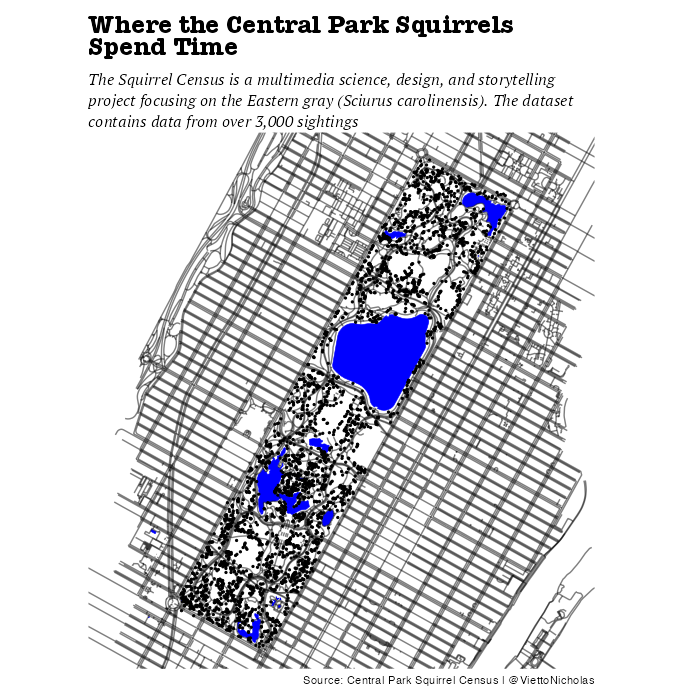 Where the Central Park Squirrels
Spend Time
The Squirrel Census is a multimedia science, design, and storytelling
project focusing on the Eastern gray (Sciurus carolinensis). The dataset
contains data from over 3,000 sightings
Source: Central Park Squirrel Census | @ViettoNicholas